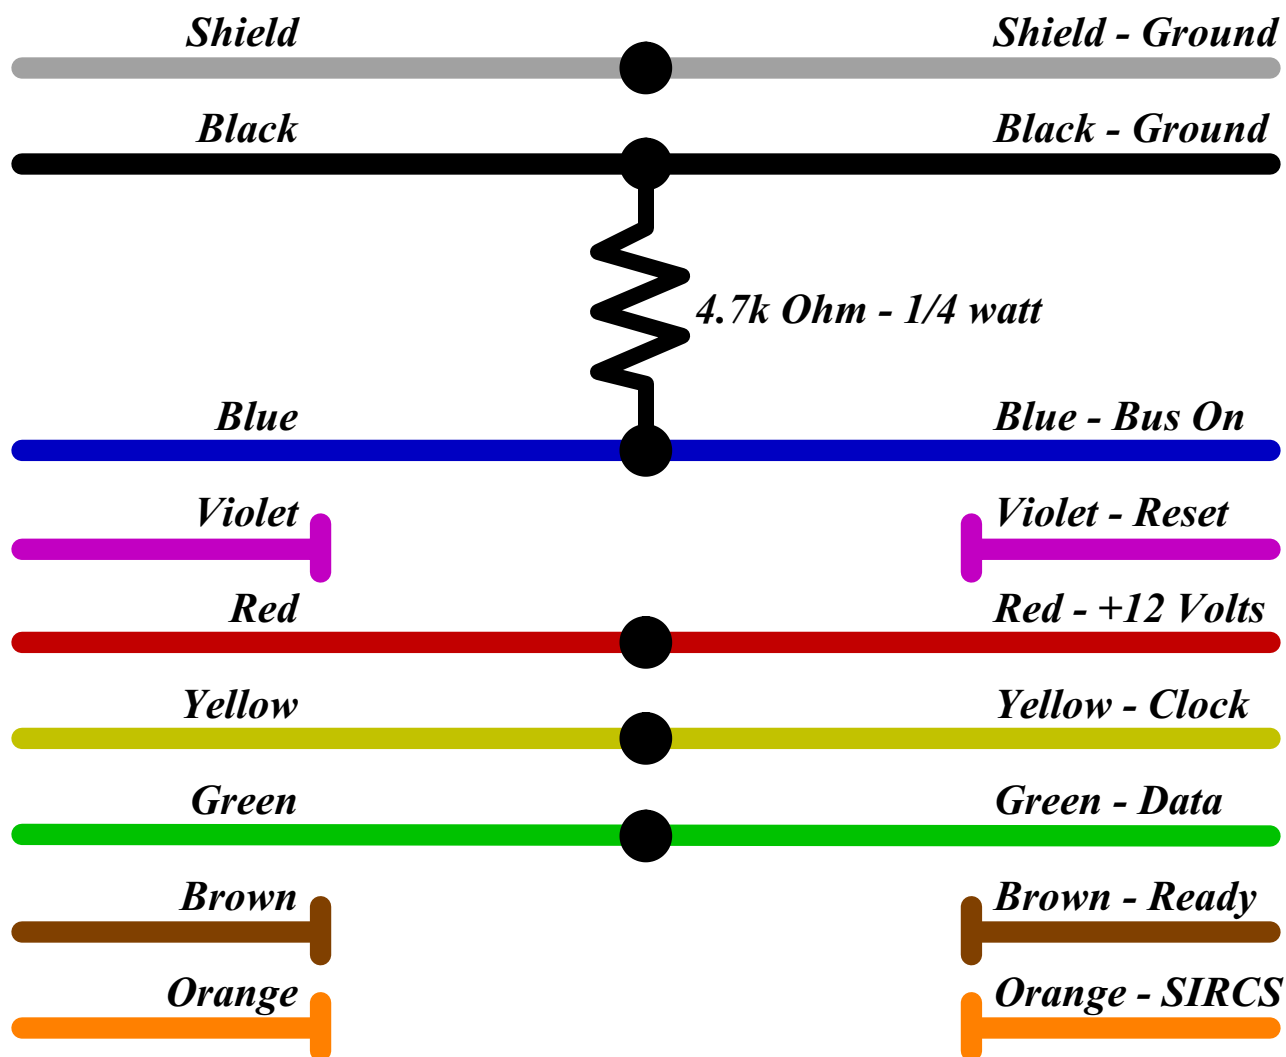 Shield Shield - Ground
Black Black - Ground
4.7k Ohm - 1/4 watt
Blue Blue - Bus On
Violet Violet - Reset
Red Red - +12 Volts
Yellow Yellow - Clock
Green Green - Data
Brown Brown - Ready
Orange Orange - SIRCS